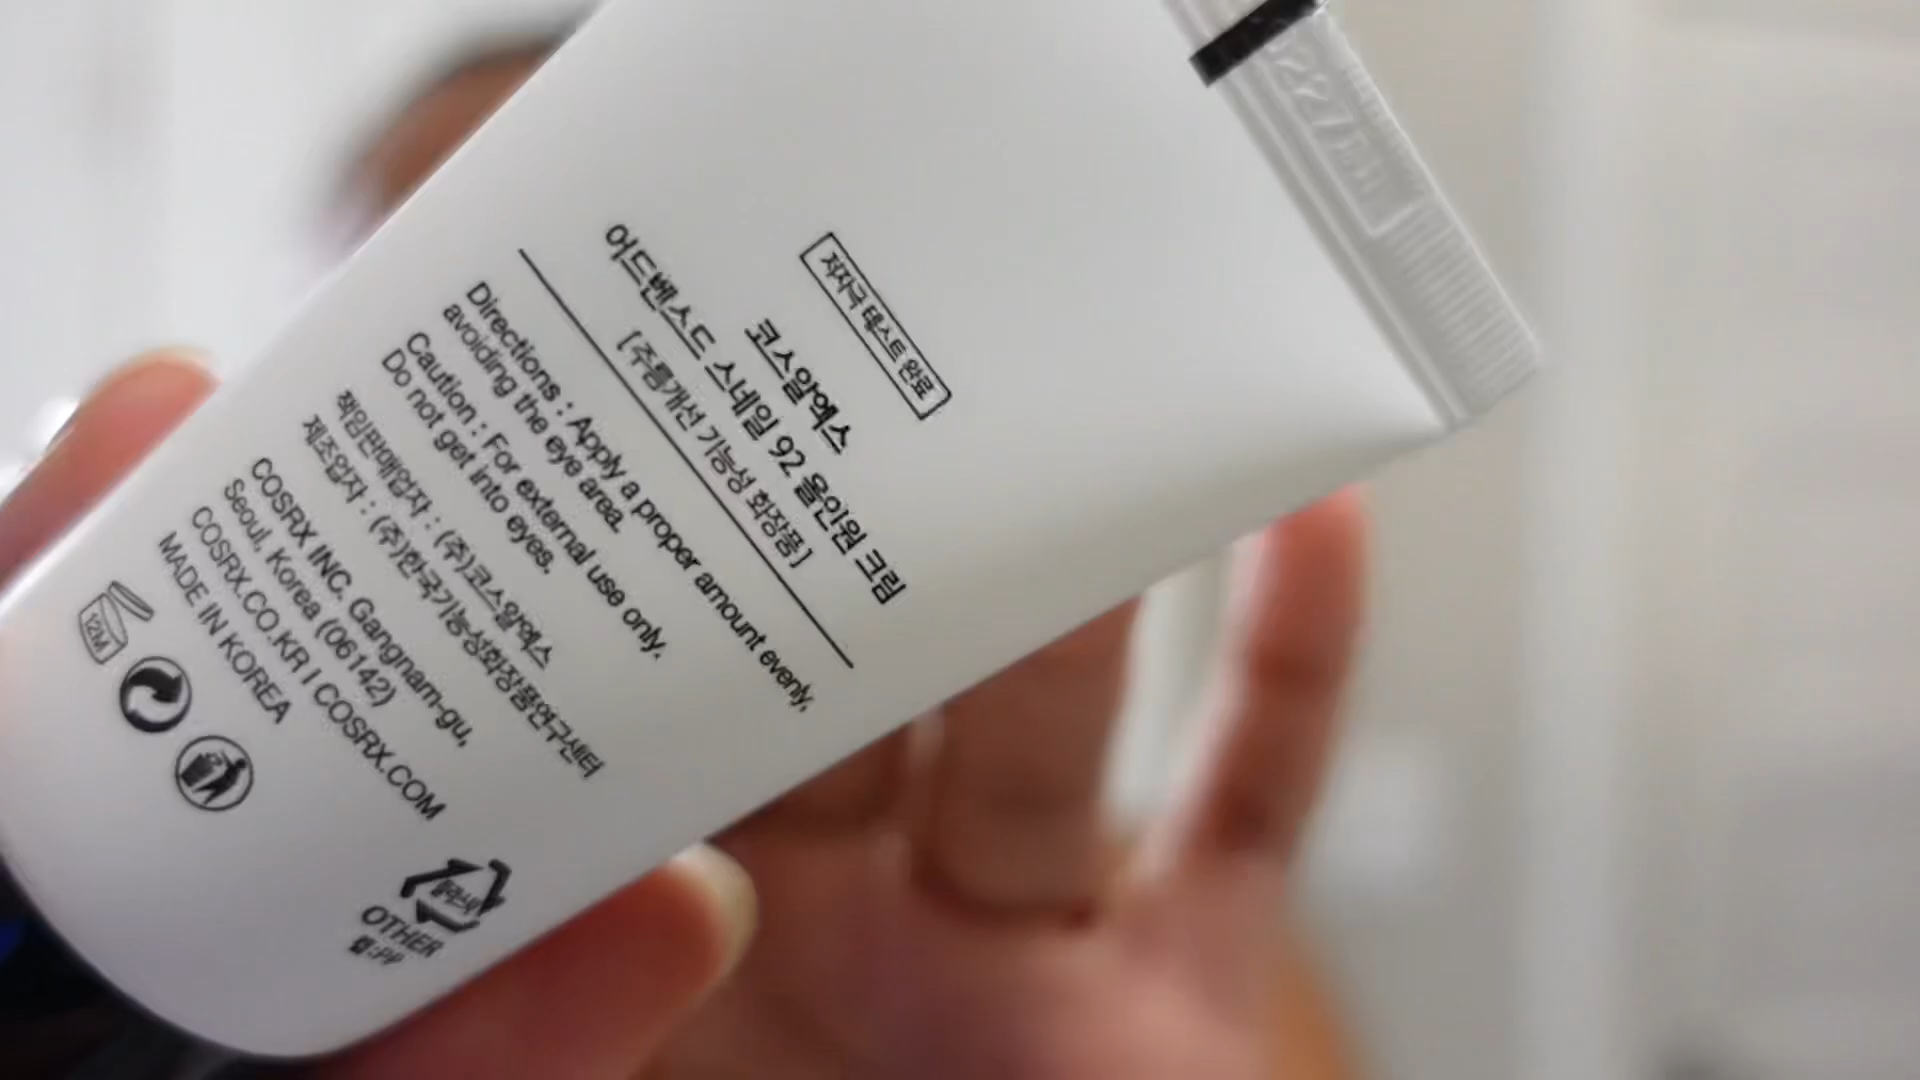 저자극 테스트 완료
코스알엑스
어드벤스드 스네일 92 올인원 크림
[주름개선 기능성 화장품]
Directions : Apply a proper amount evenly,
avoiding the eye area.
Caution : For external use only.
Do not get into eyes.
책임판매업자 : (주)코스알엑스
제조업자 : (주)한국기능성화장품연구센터
COSRX INC. Gangnam-gu,
Seoul, Korea (06142)
COSRX.CO.KR I COSRX.COM
MADE IN KOREA
12M
OTHER